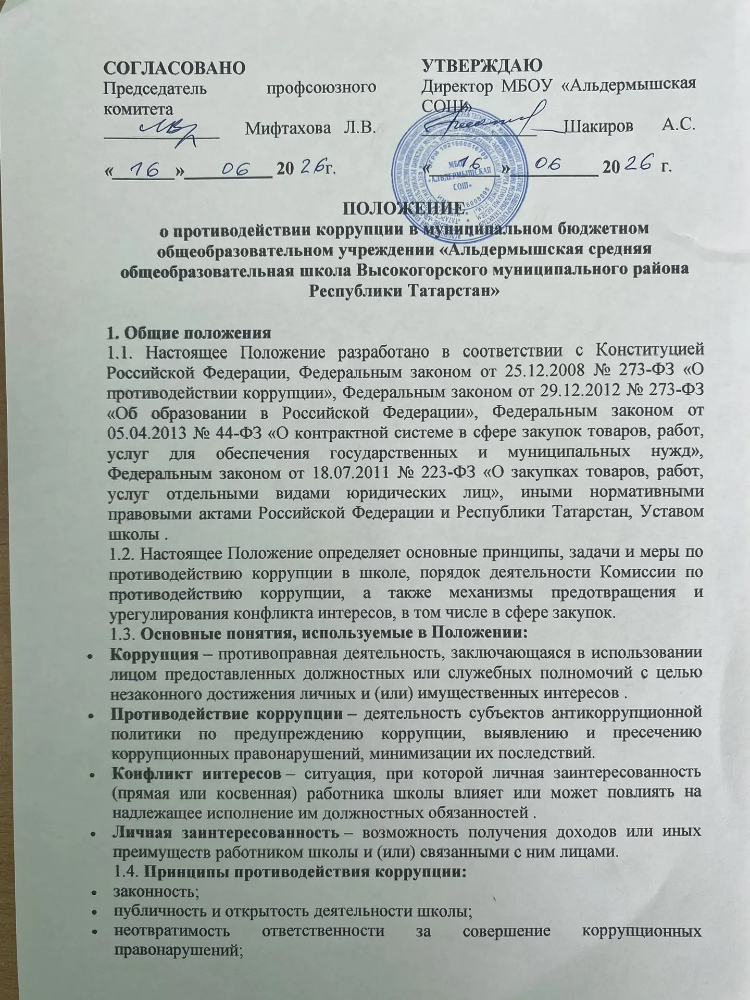 СОГЛАСОВАНО
Председатель профсоюзного
комитета
Мифтахова Л.В.
« 16 » 06 2026г.
УТВЕРЖДАЮ
Директор МБОУ «Альдермышская
СОШ»
Шакиров А.С.
« 16 » 06 2026 г.
МБОУ
«АЛЬДЕРМЫШСКАЯ
СОШ»
ПОЛОЖЕНИЕ
о противодействии коррупции в муниципальном бюджетном
общеобразовательном учреждении «Альдермышская средняя
общеобразовательная школа Высокогорского муниципального района
Республики Татарстан»
1. Общие положения
1.1. Настоящее Положение разработано в соответствии с Конституцией
Российской Федерации, Федеральным законом от 25.12.2008 № 273-ФЗ «О
противодействии коррупции», Федеральным законом от 29.12.2012 № 273-ФЗ
«Об образовании в Российской Федерации», Федеральным законом от
05.04.2013 № 44-ФЗ «О контрактной системе в сфере закупок товаров, работ,
услуг для обеспечения государственных и муниципальных нужд»,
Федеральным законом от 18.07.2011 № 223-ФЗ «О закупках товаров, работ,
услуг отдельными видами юридических лиц», иными нормативными
правовыми актами Российской Федерации и Республики Татарстан, Уставом
школы .
1.2. Настоящее Положение определяет основные принципы, задачи и меры по
противодействию коррупции в школе, порядок деятельности Комиссии по
противодействию коррупции, а также механизмы предотвращения и
урегулирования конфликта интересов, в том числе в сфере закупок.
1.3. Основные понятия, используемые в Положении:
• Коррупция – противоправная деятельность, заключающаяся в использовании
лицом предоставленных должностных или служебных полномочий с целью
незаконного достижения личных и (или) имущественных интересов .
• Противодействие коррупции – деятельность субъектов антикоррупционной
политики по предупреждению коррупции, выявлению и пресечению
коррупционных правонарушений, минимизации их последствий.
• Конфликт интересов – ситуация, при которой личная заинтересованность
(прямая или косвенная) работника школы влияет или может повлиять на
надлежащее исполнение им должностных обязанностей .
• Личная заинтересованность – возможность получения доходов или иных
преимуществ работником школы и (или) связанными с ним лицами.
1.4. Принципы противодействия коррупции:
• законность;
• публичность и открытость деятельности школы;
• неотвратимость ответственности за совершение коррупционных
правонарушений;